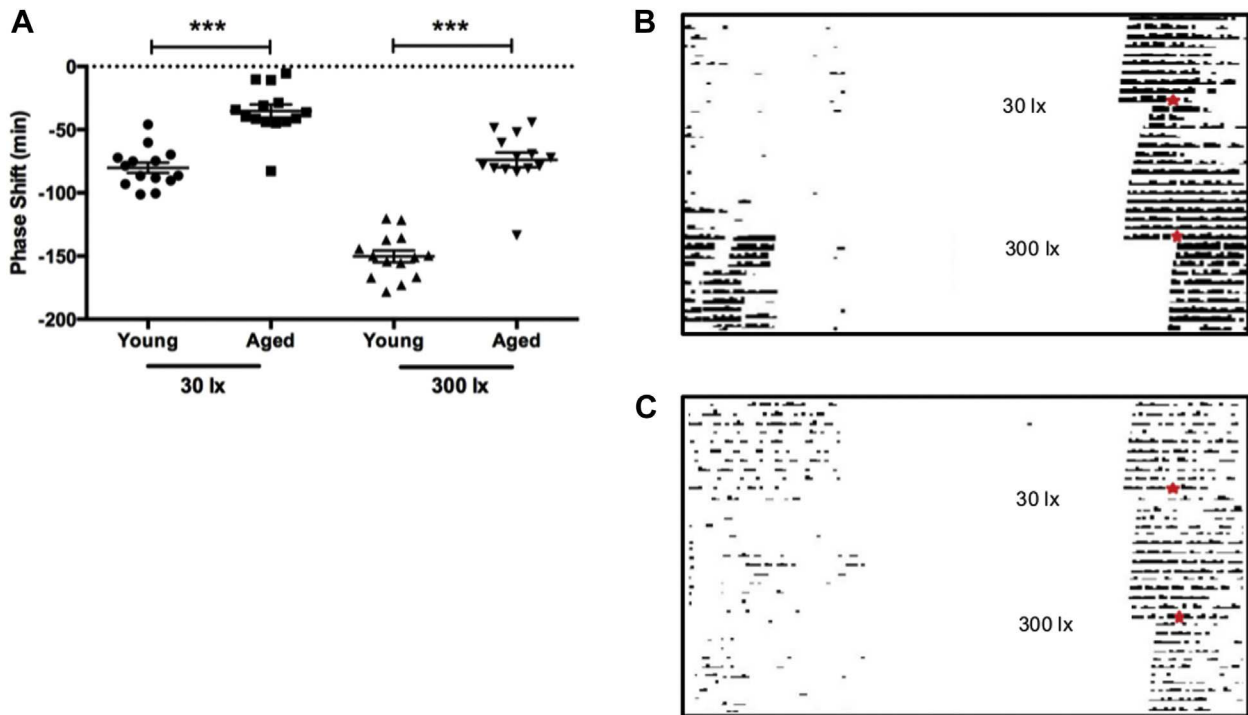 A
***
***
Phase Shift (min)
0
-50
-100
-150
-200
Young
Aged
Young
Aged
30 lx
300 lx
B
30 lx
300 lx
C
30 lx
300 lx